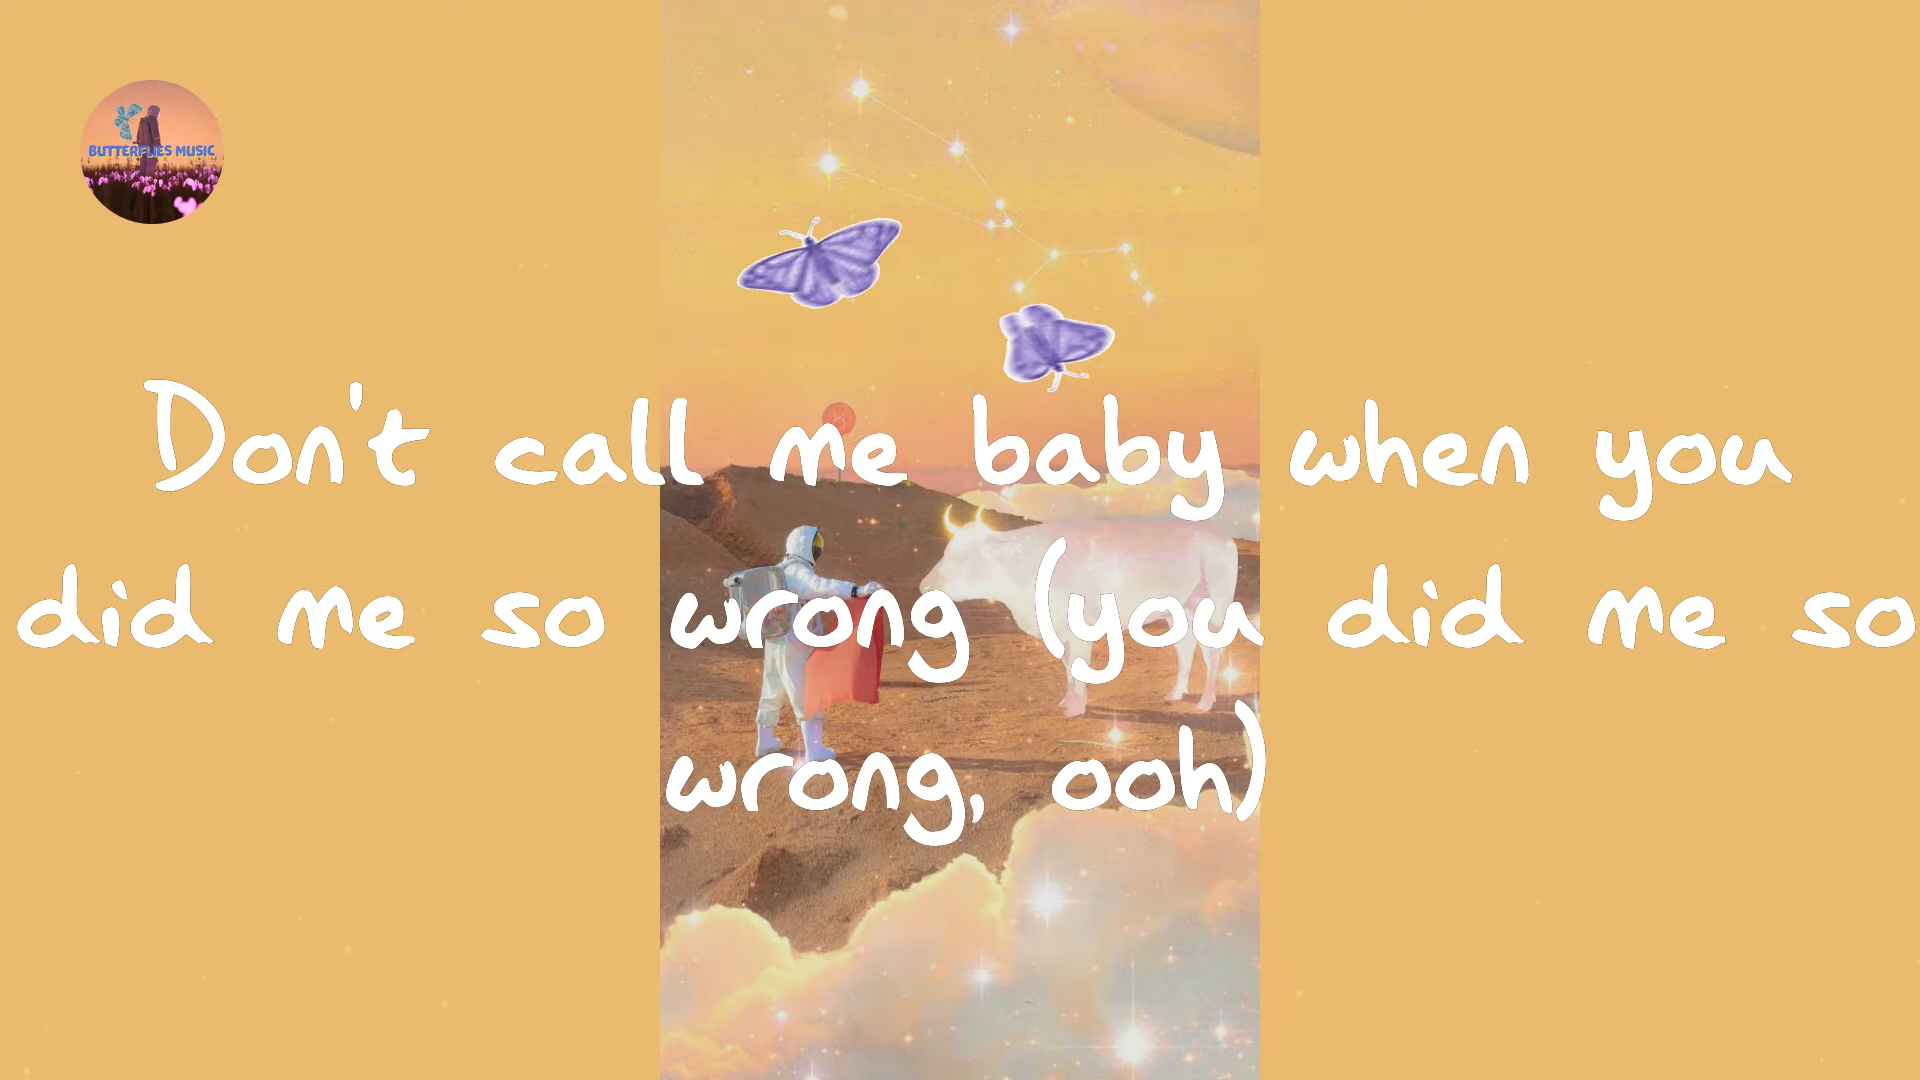 BUTTERFLIES MUSIC
Don't call me baby when you
did me so wrong (you did me so
wrong, ooh)